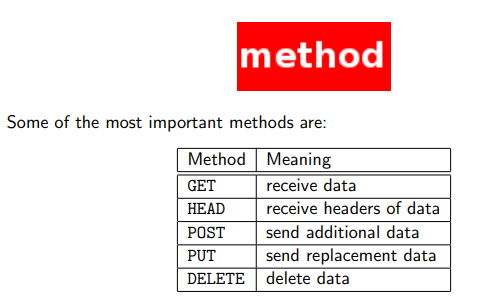 method
Some of the most important methods are:
Method Meaning
GET receive data
HEAD receive headers of data
POST send additional data
PUT send replacement data
DELETE delete data